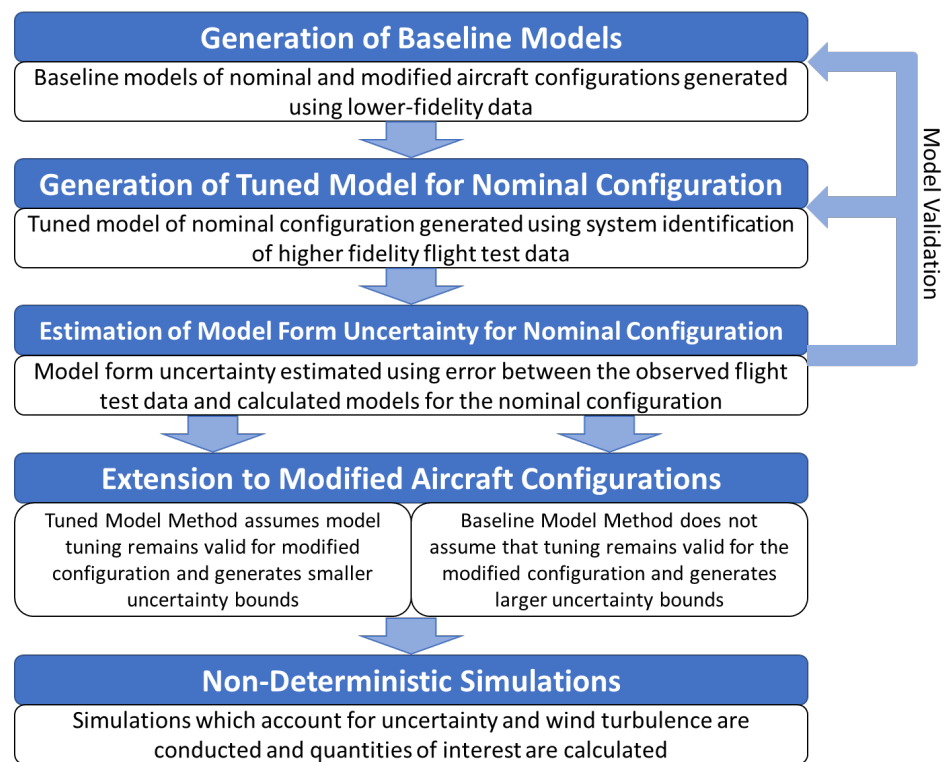 Generation of Baseline Models
Baseline models of nominal and modified aircraft configurations generated
using lower-fidelity data
Generation of Tuned Model for Nominal Configuration
Tuned model of nominal configuration generated using system identification
of higher fidelity flight test data
Estimation of Model Form Uncertainty for Nominal Configuration
Model form uncertainty estimated using error between the observed flight
test data and calculated models for the nominal configuration
Extension to Modified Aircraft Configurations
Tuned Model Method assumes model
tuning remains valid for modified
configuration and generates smaller
uncertainty bounds
Baseline Model Method does not
assume that tuning remains valid for the
modified configuration and generates
larger uncertainty bounds
Non-Deterministic Simulations
Simulations which account for uncertainty and wind turbulence are
conducted and quantities of interest are calculated
Model Validation